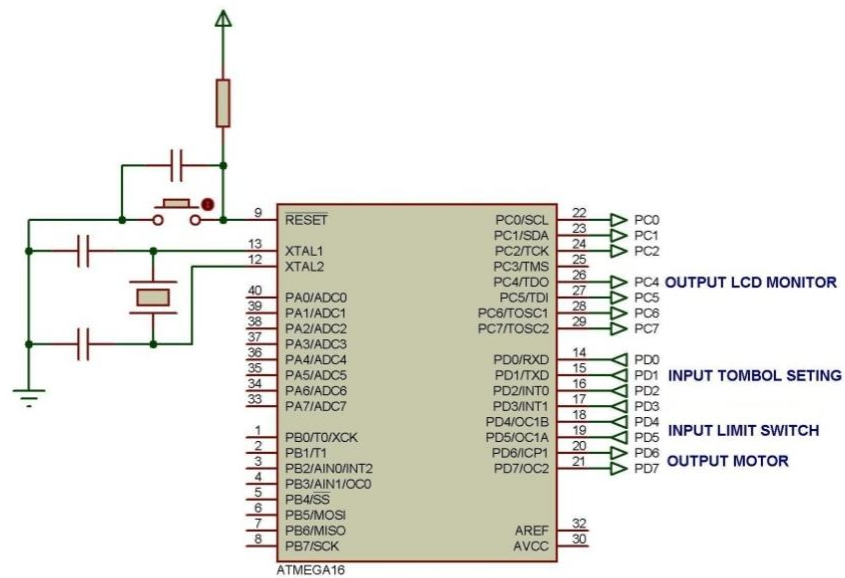 9 RESET PC0/SCL 22 PC0
PC1/SDA 23 PC1
13 XTAL1 PC2/TCK 24 PC2
12 XTAL2 PC3/TMS 25
PC4/TDO 26 PC4 OUTPUT LCD MONITOR
40 PA0/ADC0 PC5/TDI 27 PC5
39 PA1/ADC1 PC6/TOSC1 28 PC6
38 PA2/ADC2 PC7/TOSC2 29 PC7
37 PA3/ADC3
36 PA4/ADC4 PD0/RXD 14 PD0
35 PA5/ADC5 PD1/TXD 15 PD1 INPUT TOMBOL SETING
34 PA6/ADC6 PD2/INT0 16 PD2
33 PA7/ADC7 PD3/INT1 17 PD3
PD4/OC1B 18 PD4
1 PB0/T0/XCK PD5/OC1A 19 PD5 INPUT LIMIT SWITCH
2 PB1/T1 PD6/ICP1 20 PD6
3 PB2/AIN0/INT2 PD7/OC2 21 PD7 OUTPUT MOTOR
4 PB3/AIN1/OC0
5 PB4/SS
6 PB5/MOSI
7 PB6/MISO AREF 32
8 PB7/SCK AVCC 30
ATMEGA16